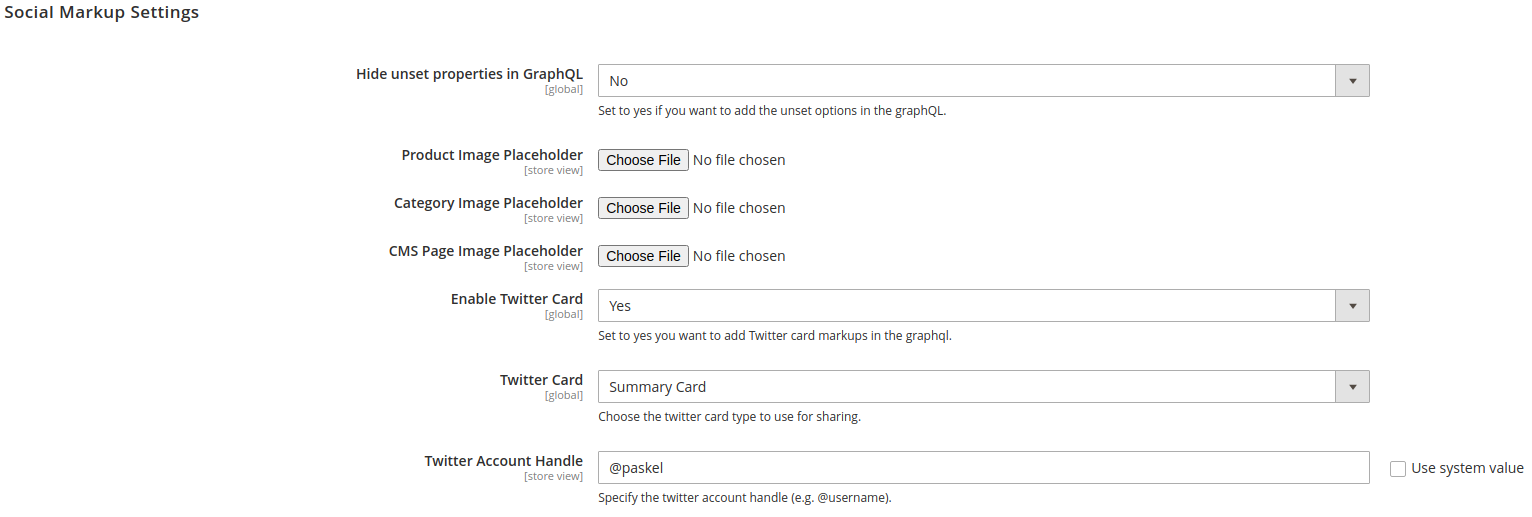 Social Markup Settings
Hide unset properties in GraphQL
[global]
No
Set to yes if you want to add the unset options in the graphQL.
Product Image Placeholder
[store view]
Choose File No file chosen
Category Image Placeholder
[store view]
Choose File No file chosen
CMS Page Image Placeholder
[store view]
Choose File No file chosen
Enable Twitter Card
[global]
Yes
Set to yes you want to add Twitter card markups in the graphql.
Twitter Card
[global]
Summary Card
Choose the twitter card type to use for sharing.
Twitter Account Handle
[store view]
@paskel
Use system value
Specify the twitter account handle (e.g. @username).